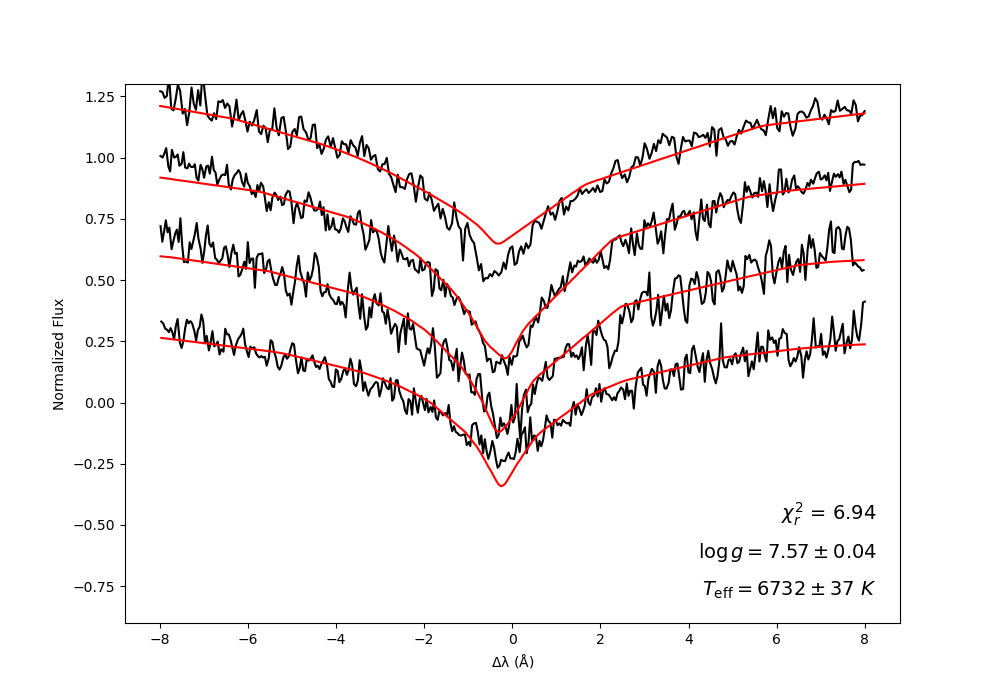 1.25
1.00
0.75
0.50
0.25
0.00
−0.25
−0.50
−0.75
Normalized Flux
χ²ᵣ = 6.94
log g = 7.57 ± 0.04
T_eff = 6732 ± 37 K
−8 −6 −4 −2 0 2 4 6 8
Δλ (Å)